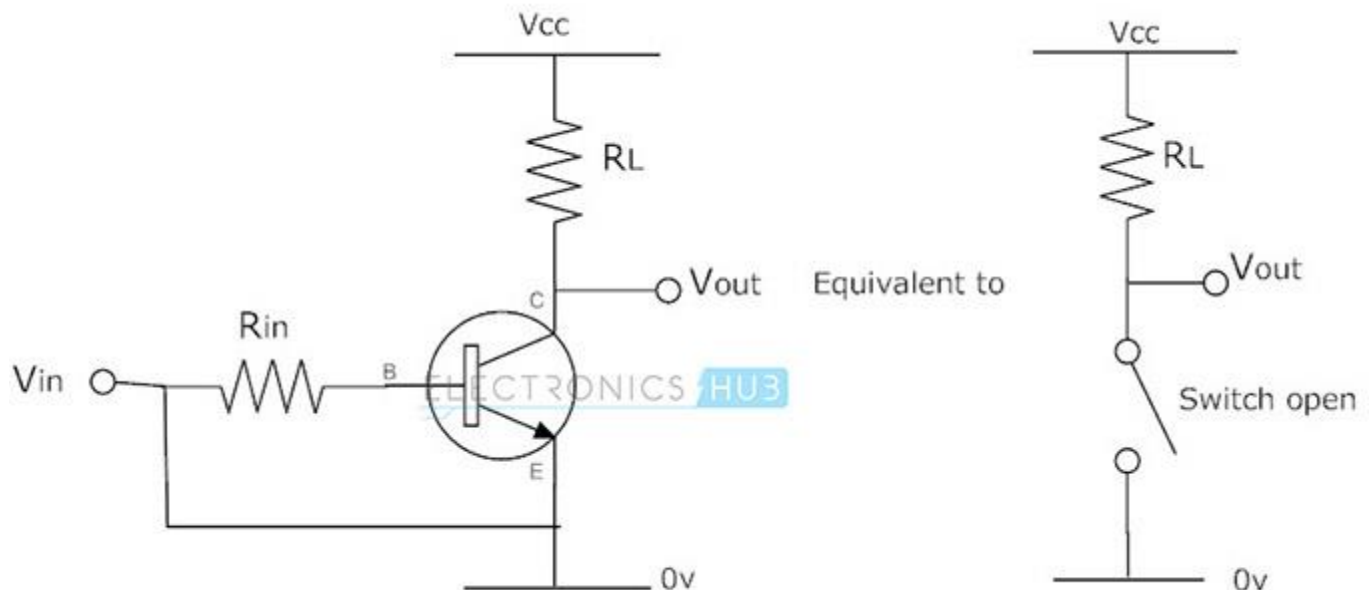 Vcc
RL
Vout
C
Rin
Vin
B
ELECTRONICS HUB
E
0v
Equivalent to
Vcc
RL
Vout
Switch open
0v